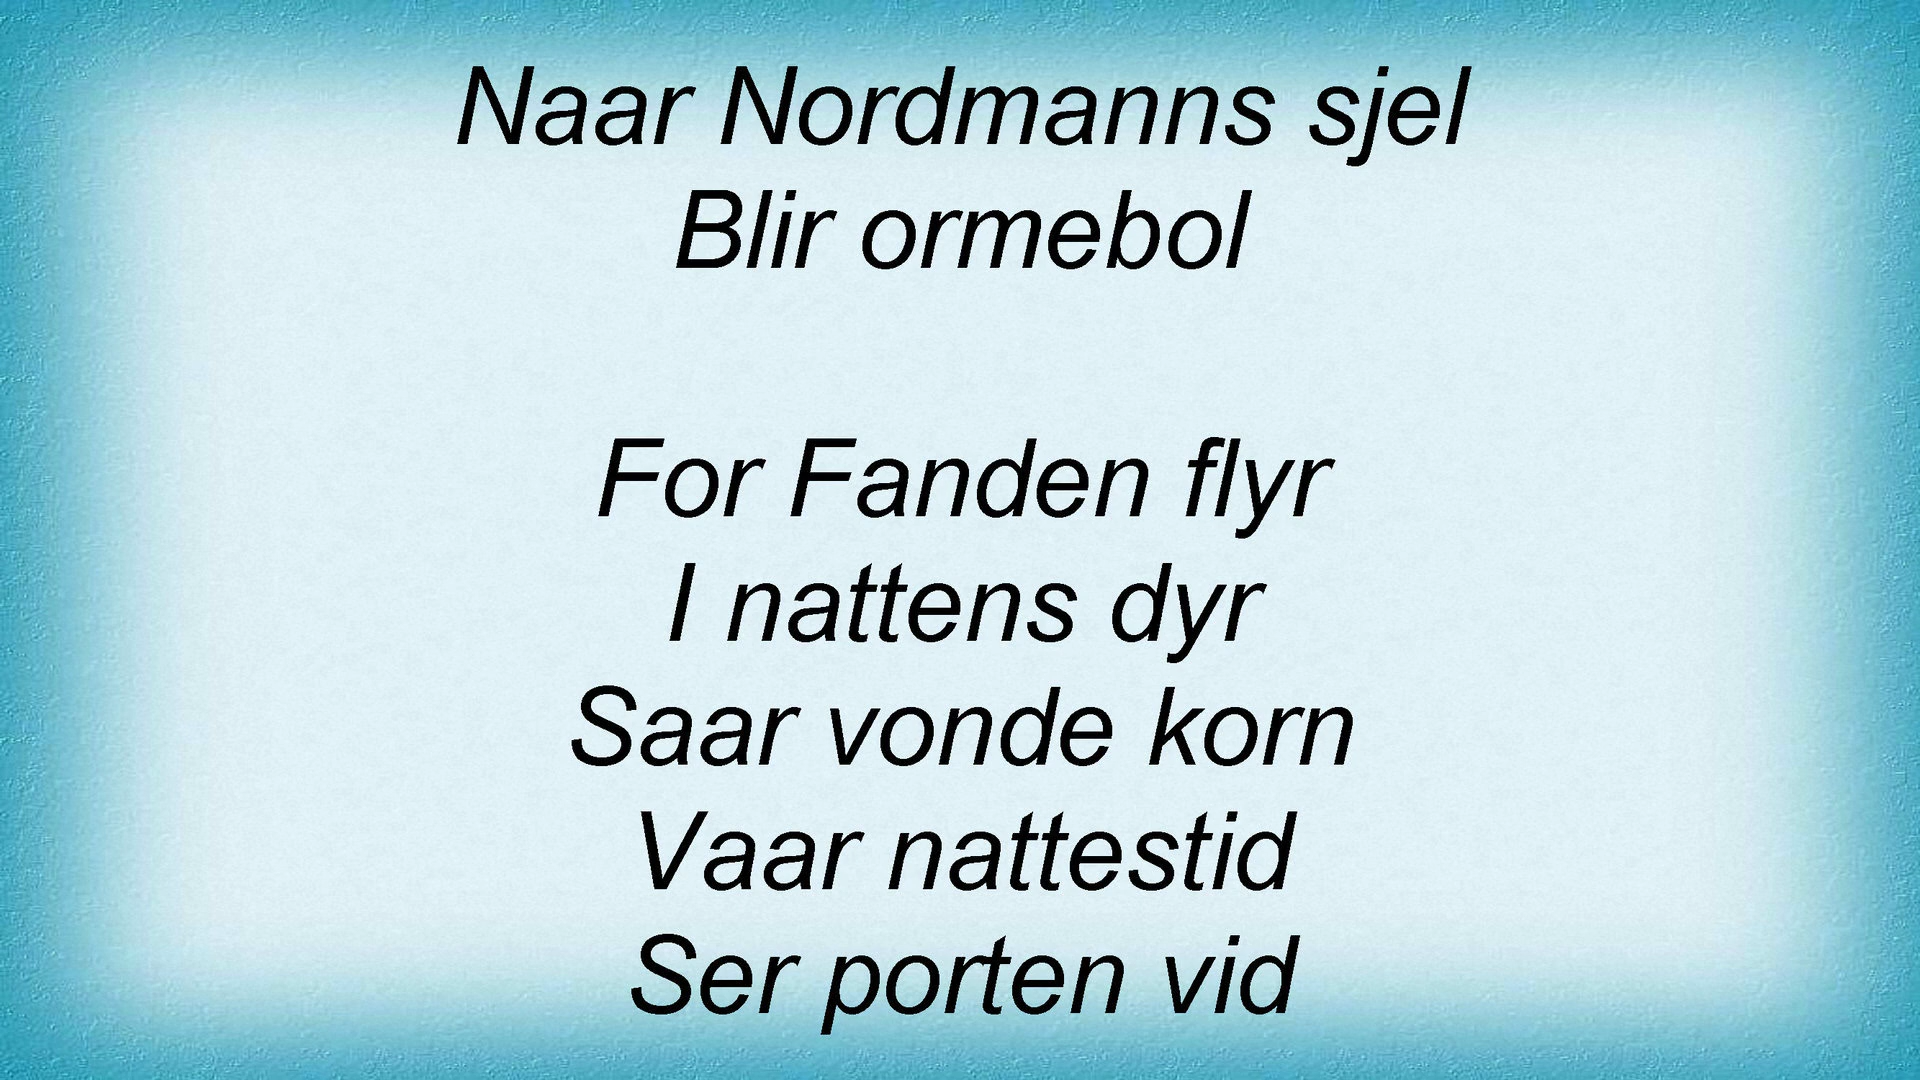 Naar Nordmanns sjel
Blir ormebol
For Fanden flyr
I nattens dyr
Saar vonde korn
Vaar nattestid
Ser porten vid